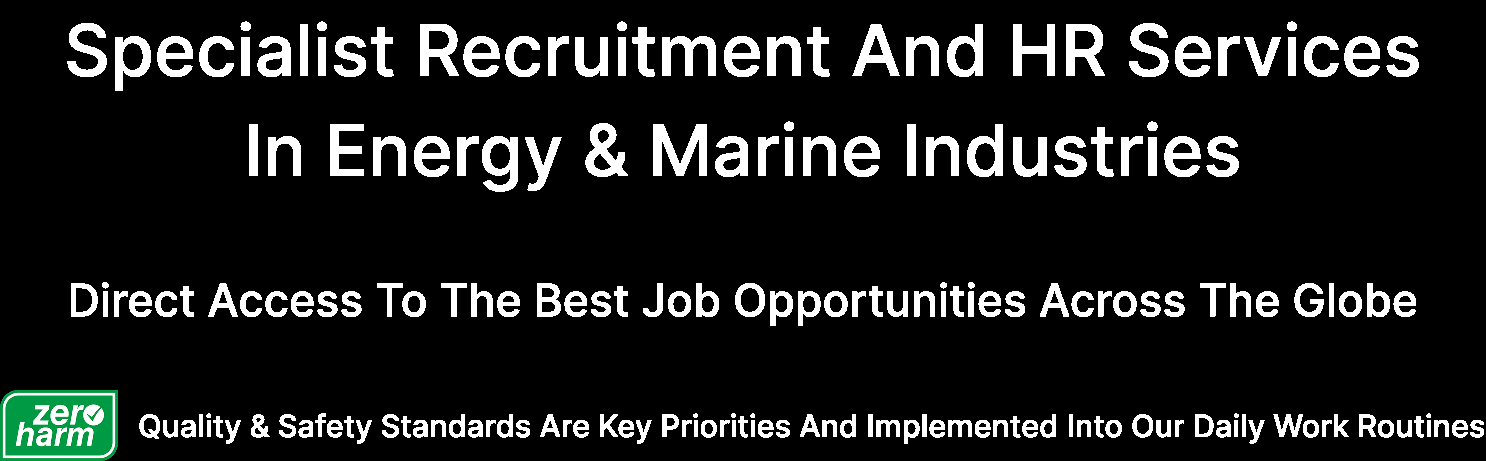 Specialist Recruitment And HR Services
In Energy & Marine Industries
Direct Access To The Best Job Opportunities Across The Globe
zero
harm
Quality & Safety Standards Are Key Priorities And Implemented Into Our Daily Work Routines